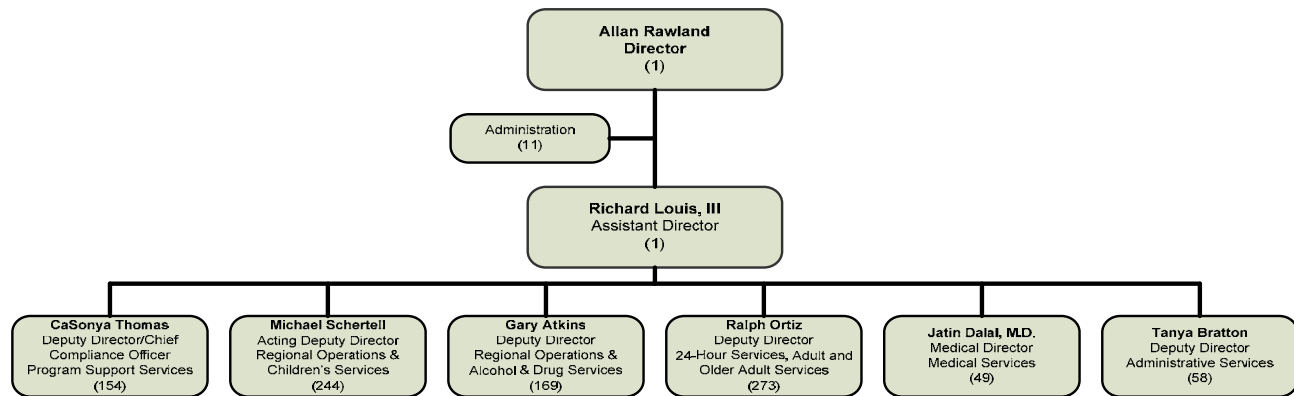 Allan Rawland
Director
(1)
Administration
(11)
Richard Louis, III
Assistant Director
(1)
CaSonya Thomas
Deputy Director/Chief
Compliance Officer
Program Support Services
(154)
Michael Schertell
Acting Deputy Director
Regional Operations &
Children's Services
(244)
Gary Atkins
Deputy Director
Regional Operations &
Alcohol & Drug Services
(169)
Ralph Ortiz
Deputy Director
24-Hour Services, Adult and
Older Adult Services
(273)
Jatin Dalal, M.D.
Medical Director
Medical Services
(49)
Tanya Bratton
Deputy Director
Administrative Services
(58)